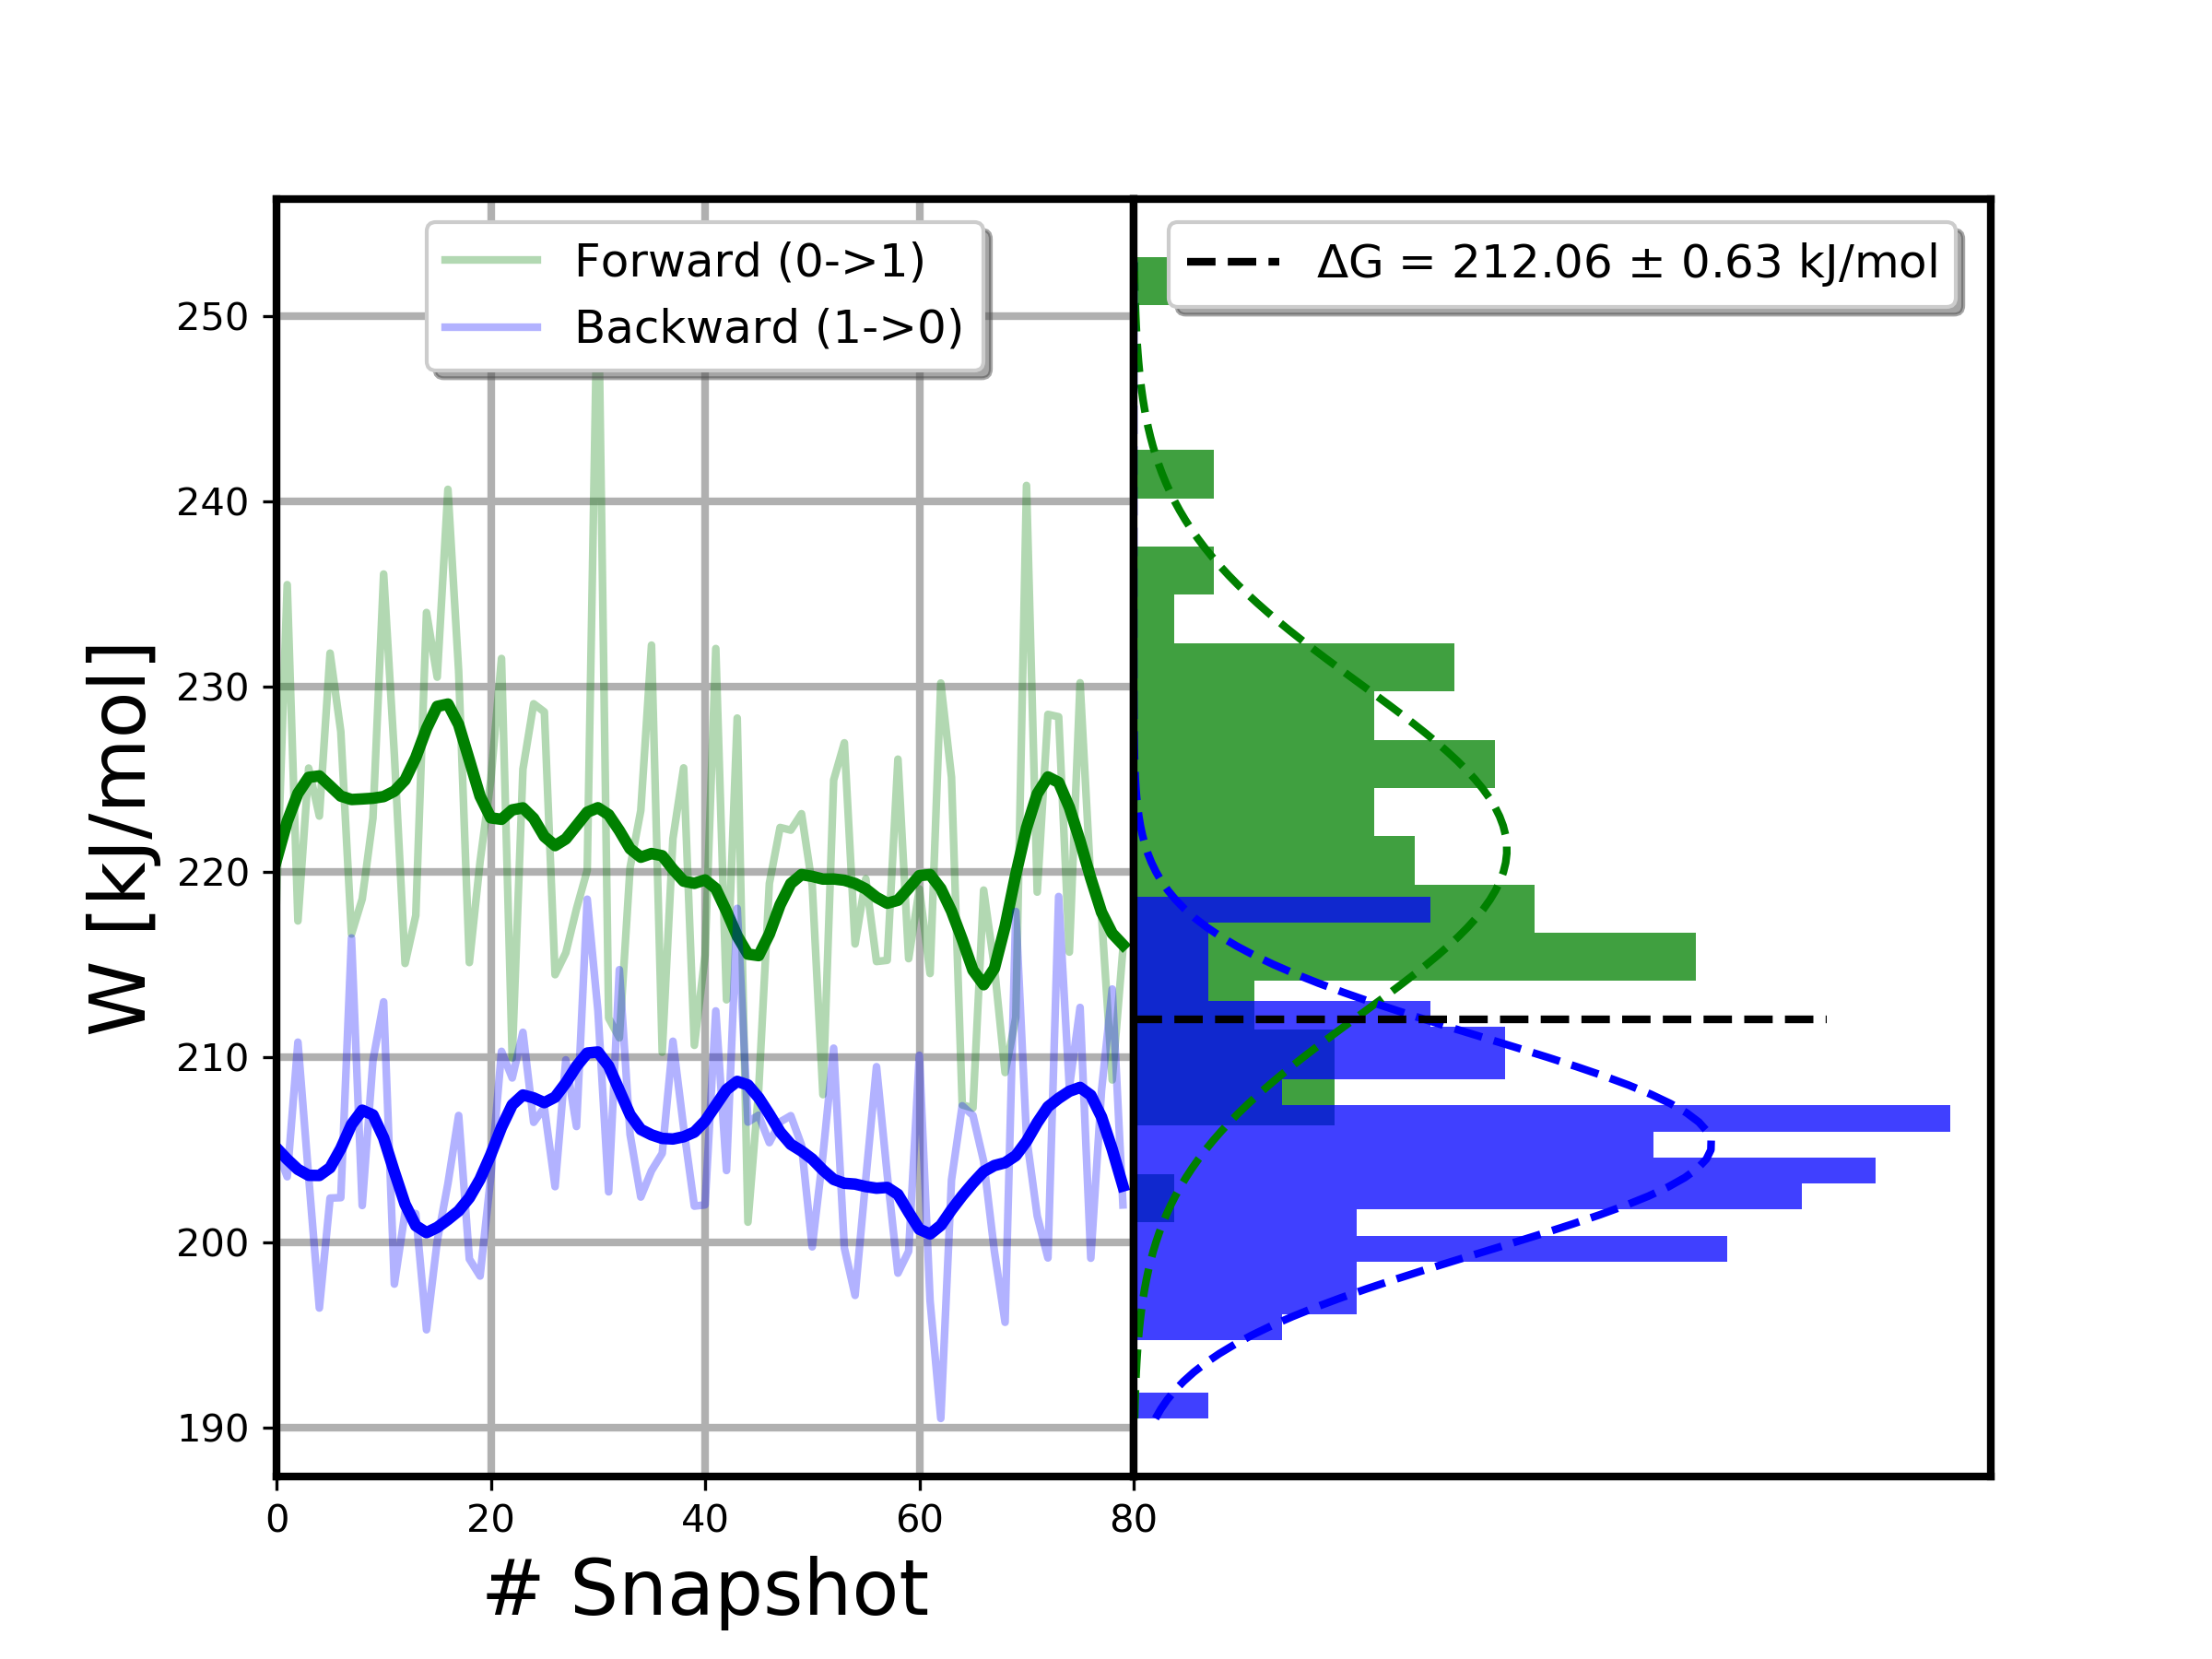 Forward (0->1)
Backward (1->0)
ΔG = 212.06 ± 0.63 kJ/mol
W [kJ/mol]
250
240
230
220
210
200
190
0 20 40 60 80
# Snapshot